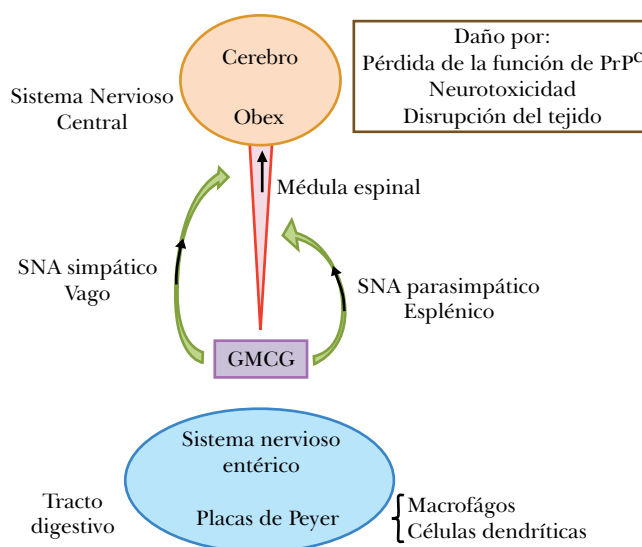 Daño por:
Pérdida de la función de PrPᶜ
Neurotoxicidad
Disrupción del tejido
Cerebro
Obex
Sistema Nervioso
Central
Médula espinal
SNA simpático
Vago
SNA parasimpático
Esplénico
GMCG
Sistema nervioso
entérico
Placas de Peyer
Tracto
digestivo
Macrofágos
Células dendríticas